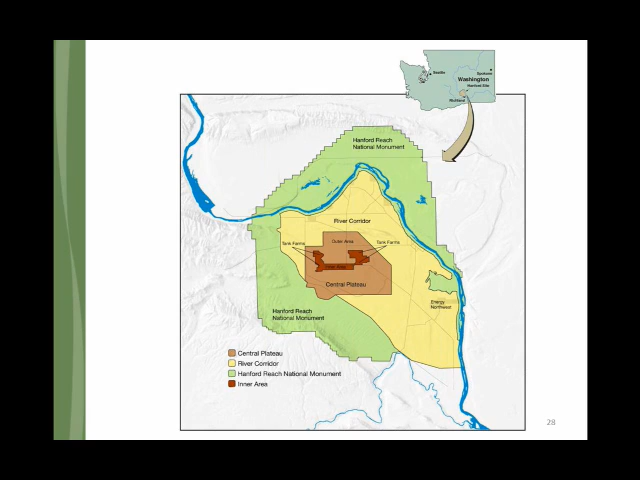 Seattle
Spokane
Washington
Hanford Site
Richland
Hanford Reach
National Monument
River Corridor
Tank Farms
Outer Area
Tank Farms
Inner Area
Central Plateau
Energy
Northwest
Hanford Reach
National Monument
Central Plateau
River Corridor
Hanford Reach National Monument
Inner Area
28